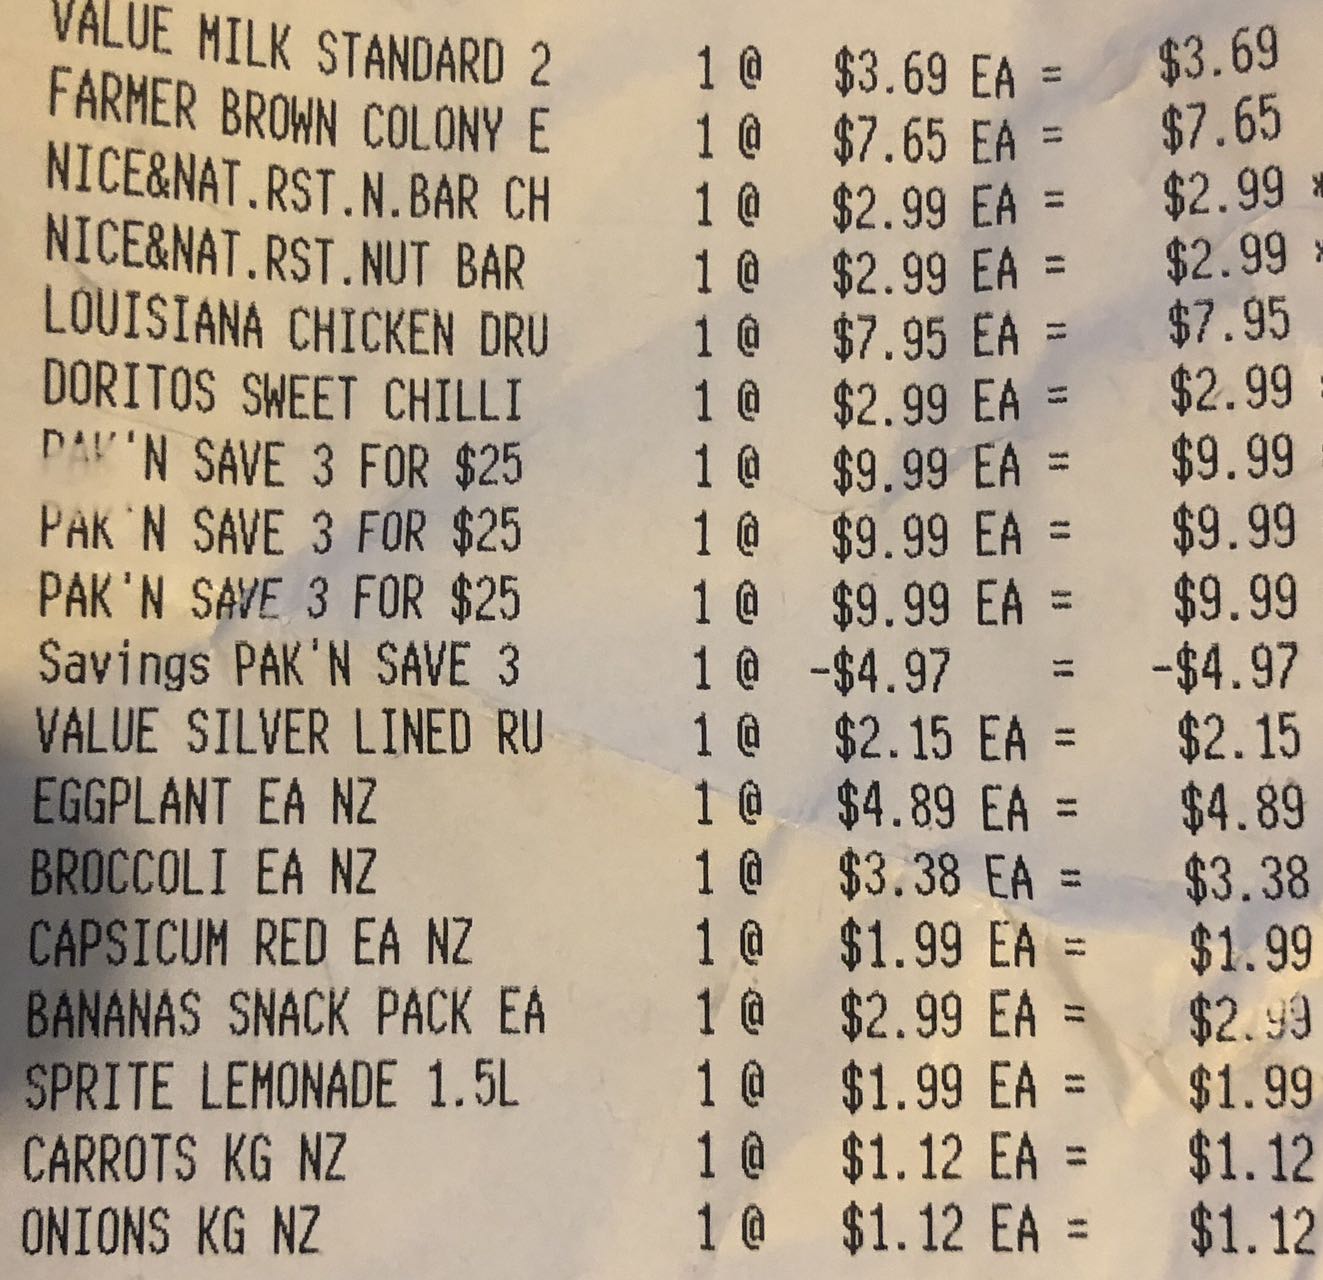 VALUE MILK STANDARD 2 1 @ $3.69 EA = $3.69
FARMER BROWN COLONY E 1 @ $7.65 EA = $7.65
NICE&NAT.RST.N.BAR CH 1 @ $2.99 EA = $2.99 *
NICE&NAT.RST.NUT BAR 1 @ $2.99 EA = $2.99 *
LOUISIANA CHICKEN DRU 1 @ $7.95 EA = $7.95
DORITOS SWEET CHILLI 1 @ $2.99 EA = $2.99
PAK'N SAVE 3 FOR $25 1 @ $9.99 EA = $9.99
PAK'N SAVE 3 FOR $25 1 @ $9.99 EA = $9.99
PAK'N SAVE 3 FOR $25 1 @ $9.99 EA = $9.99
Savings PAK'N SAVE 3 1 @ -$4.97 = -$4.97
VALUE SILVER LINED RU 1 @ $2.15 EA = $2.15
EGGPLANT EA NZ 1 @ $4.89 EA = $4.89
BROCCOLI EA NZ 1 @ $3.38 EA = $3.38
CAPSICUM RED EA NZ 1 @ $1.99 EA = $1.99
BANANAS SNACK PACK EA 1 @ $2.99 EA = $2.99
SPRITE LEMONADE 1.5L 1 @ $1.99 EA = $1.99
CARROTS KG NZ 1 @ $1.12 EA = $1.12
ONIONS KG NZ 1 @ $1.12 EA = $1.12